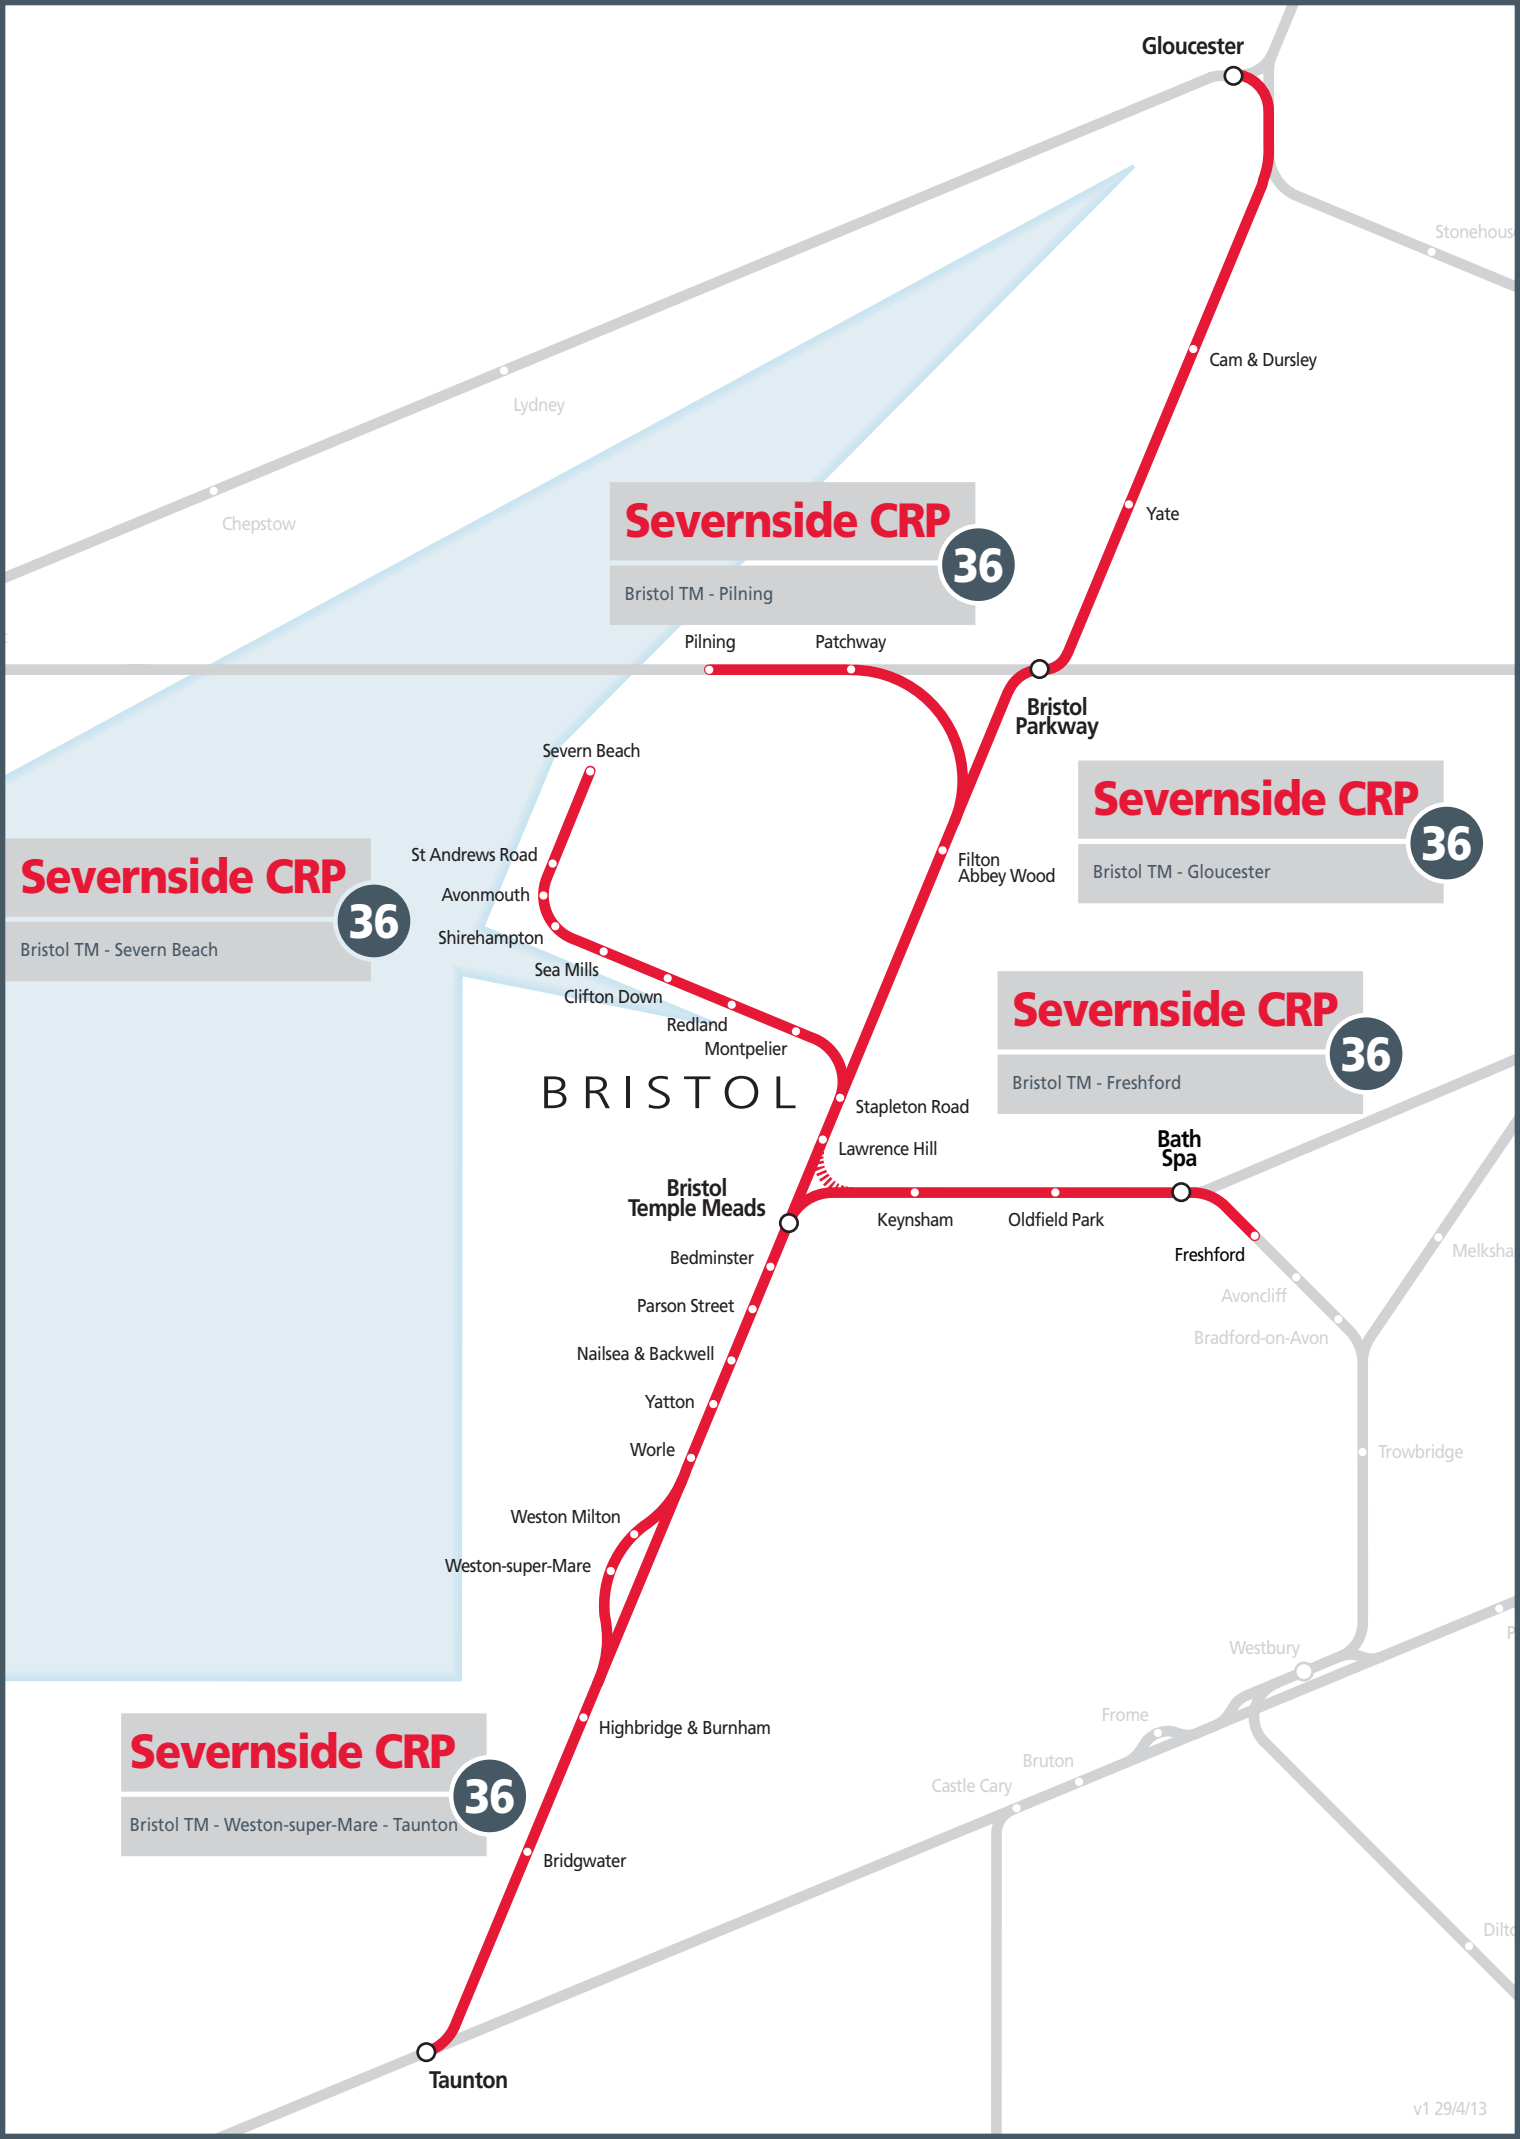 Gloucester
Stonehous
Cam & Dursley
Lydney
Chepstow
Severnside CRP
36
Bristol TM - Pilning
Yate
Pilning
Patchway
Bristol
Parkway
Severn Beach
Severnside CRP
36
Bristol TM - Gloucester
Severnside CRP
36
Bristol TM - Severn Beach
St Andrews Road
Avonmouth
Shirehampton
Sea Mills
Clifton Down
Redland
Montpelier
Filton
Abbey Wood
Severnside CRP
36
Bristol TM - Freshford
BRISTOL
Stapleton Road
Lawrence Hill
Bath
Spa
Bristol
Temple Meads
Keynsham
Oldfield Park
Freshford
Bedminster
Melksha
Avoncliff
Parson Street
Bradford-on-Avon
Nailsea & Backwell
Yatton
Worle
Trowbridge
Weston Milton
Weston-super-Mare
P
Westbury
Frome
Highbridge & Burnham
Severnside CRP
36
Bristol TM - Weston-super-Mare - Taunton
Bruton
Castle Cary
Bridgwater
Dilto
Taunton
v1 29/4/13